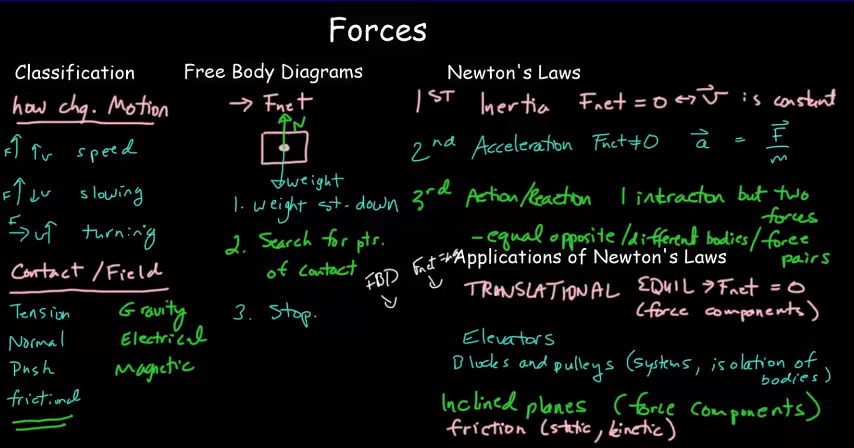 Forces
Classification
how chg. Motion
F↑ ↑v speed
F↑ ↓v slowing
F→ v↑ turning
Contact/Field
Tension Gravity
Normal Electrical
Push Magnetic
frictional
Free Body Diagrams
→ Fnet
N
weight
1. weight st. down
2. Search for pts.
of contact
3. Stop.
FBD
Newton's Laws
1ST Inertia Fnet = 0 ↔ v⃗ is constant
2nd Acceleration Fnet ≠ 0 a⃗ = F⃗/m
3rd Action/Reaction 1 interaction but two
forces
- equal opposite/different bodies/force
pairs
Applications of Newton's Laws
Fnet =
TRANSLATIONAL EQUIL → Fnet = 0
(force components)
Elevators
Blocks and pulleys (systems, isolation of
bodies)
Inclined planes (force components)
friction (static, kinetic)